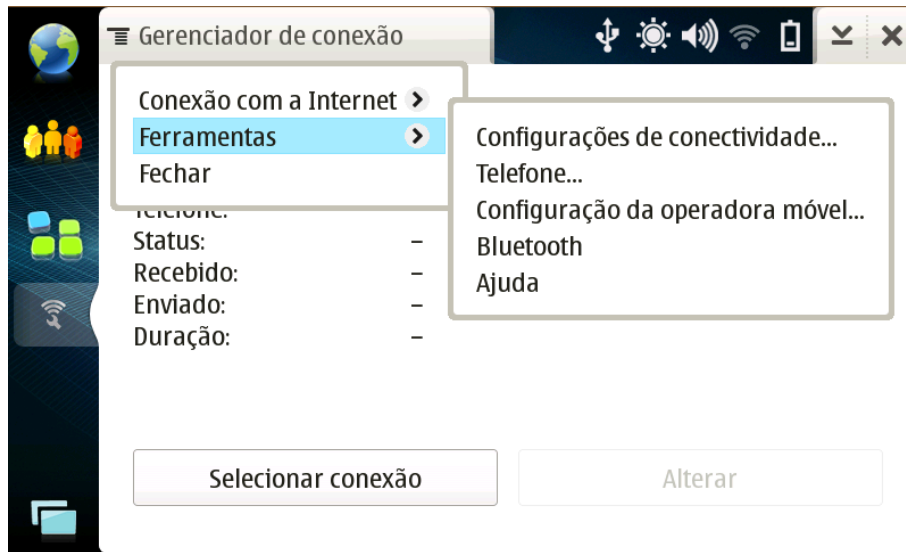 Gerenciador de conexão
Conexão com a Internet
Ferramentas
Fechar
Configurações de conectividade...
Telefone...
Configuração da operadora móvel...
Bluetooth
Ajuda
Telefone:
Status: –
Recebido: –
Enviado: –
Duração: –
Selecionar conexão
Alterar